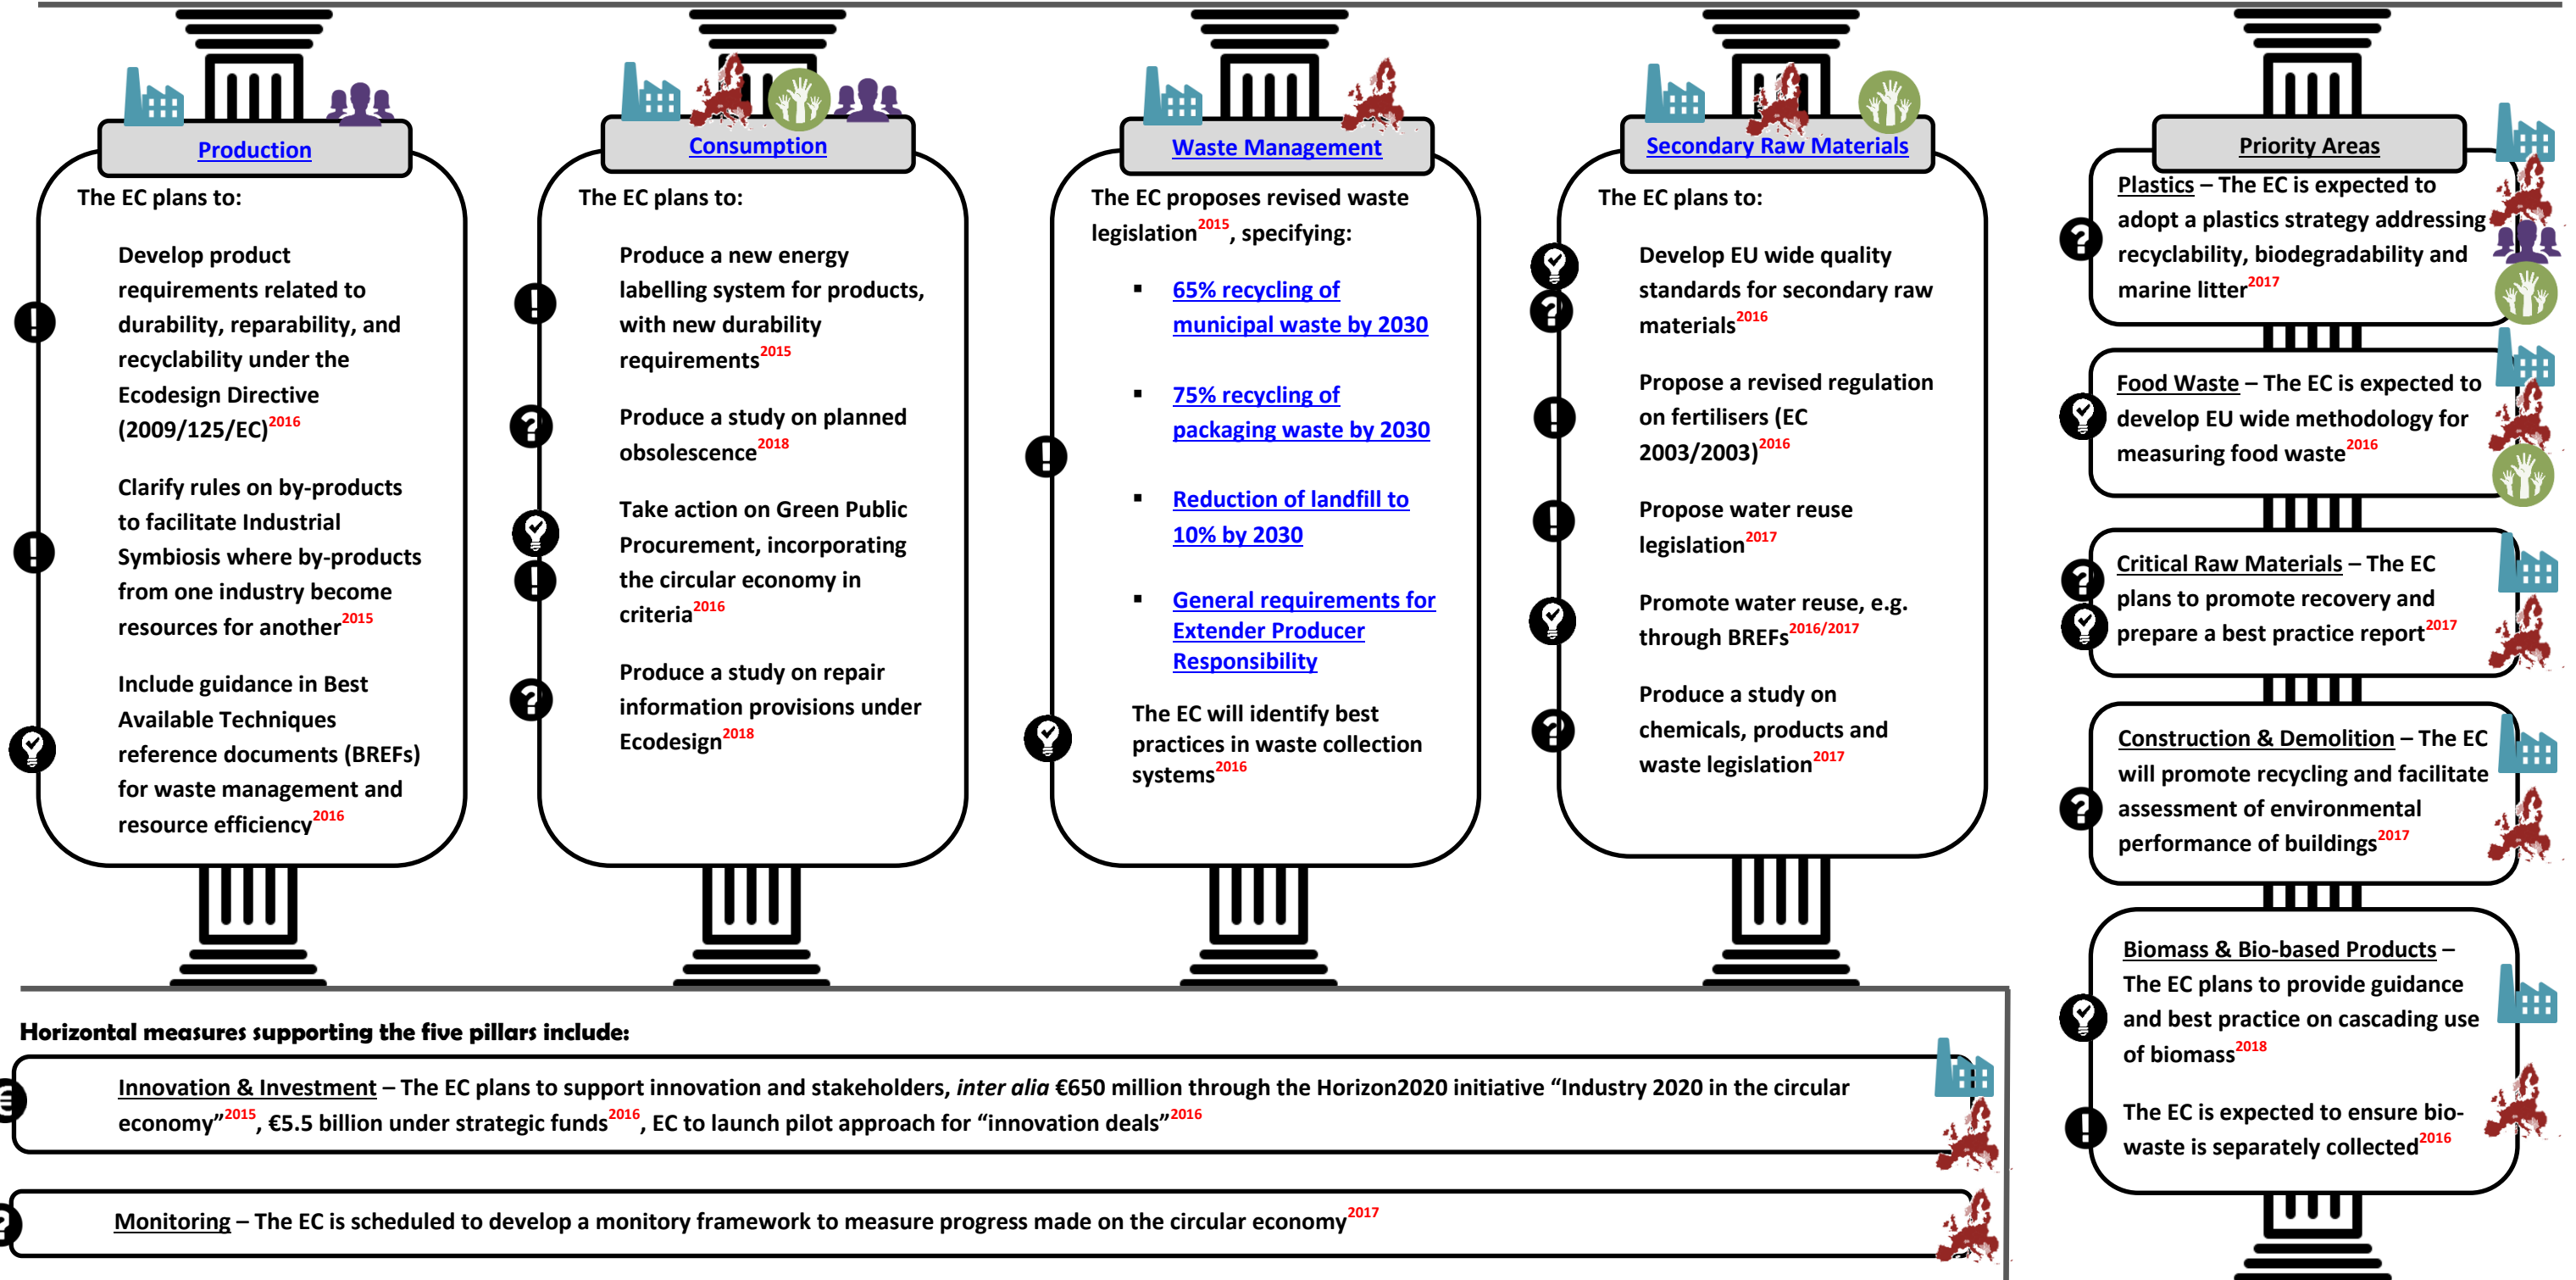 Production
The EC plans to:
Develop product
requirements related to
durability, reparability, and
recyclability under the
Ecodesign Directive
(2009/125/EC)2016
Clarify rules on by-products
to facilitate Industrial
Symbiosis where by-products
from one industry become
resources for another2015
Include guidance in Best
Available Techniques
reference documents (BREFs)
for waste management and
resource efficiency2016
Consumption
The EC plans to:
Produce a new energy
labelling system for products,
with new durability
requirements2015
Produce a study on planned
obsolescence2018
Take action on Green Public
Procurement, incorporating
the circular economy in
criteria2016
Produce a study on repair
information provisions under
Ecodesign2018
Waste Management
The EC proposes revised waste
legislation2015, specifying:
▪ 65% recycling of
municipal waste by 2030
▪ 75% recycling of
packaging waste by 2030
▪ Reduction of landfill to
10% by 2030
▪ General requirements for
Extender Producer
Responsibility
The EC will identify best
practices in waste collection
systems2016
Secondary Raw Materials
The EC plans to:
Develop EU wide quality
standards for secondary raw
materials2016
Propose a revised regulation
on fertilisers (EC
2003/2003)2016
Propose water reuse
legislation2017
Promote water reuse, e.g.
through BREFs2016/2017
Produce a study on
chemicals, products and
waste legislation2017
Priority Areas
Plastics – The EC is expected to
adopt a plastics strategy addressing
recyclability, biodegradability and
marine litter2017
Food Waste – The EC is expected to
develop EU wide methodology for
measuring food waste2016
Critical Raw Materials – The EC
plans to promote recovery and
prepare a best practice report2017
Construction & Demolition – The EC
will promote recycling and facilitate
assessment of environmental
performance of buildings2017
Biomass & Bio-based Products –
The EC plans to provide guidance
and best practice on cascading use
of biomass2018
The EC is expected to ensure bio-
waste is separately collected2016
Horizontal measures supporting the five pillars include:
Innovation & Investment – The EC plans to support innovation and stakeholders, inter alia €650 million through the Horizon2020 initiative “Industry 2020 in the circular
economy”2015, €5.5 billion under strategic funds2016, EC to launch pilot approach for “innovation deals”2016
Monitoring – The EC is scheduled to develop a monitory framework to measure progress made on the circular economy2017